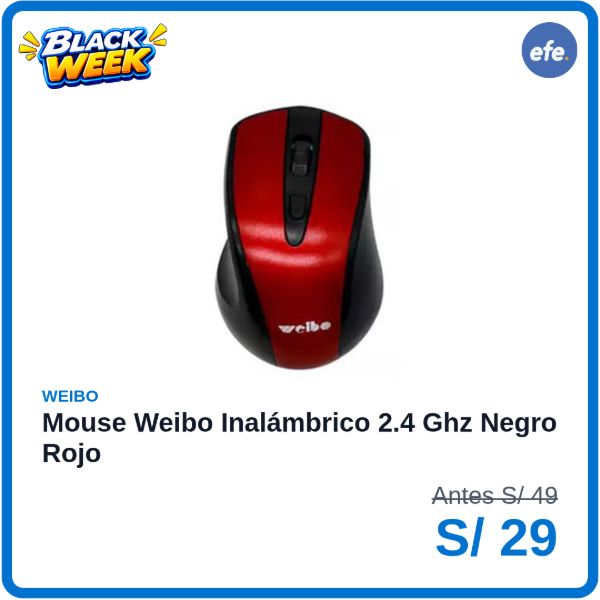 BLACK
WEEK
efe.
weibo
WEIBO
Mouse Weibo Inalámbrico 2.4 Ghz Negro
Rojo
Antes S/ 49
S/ 29